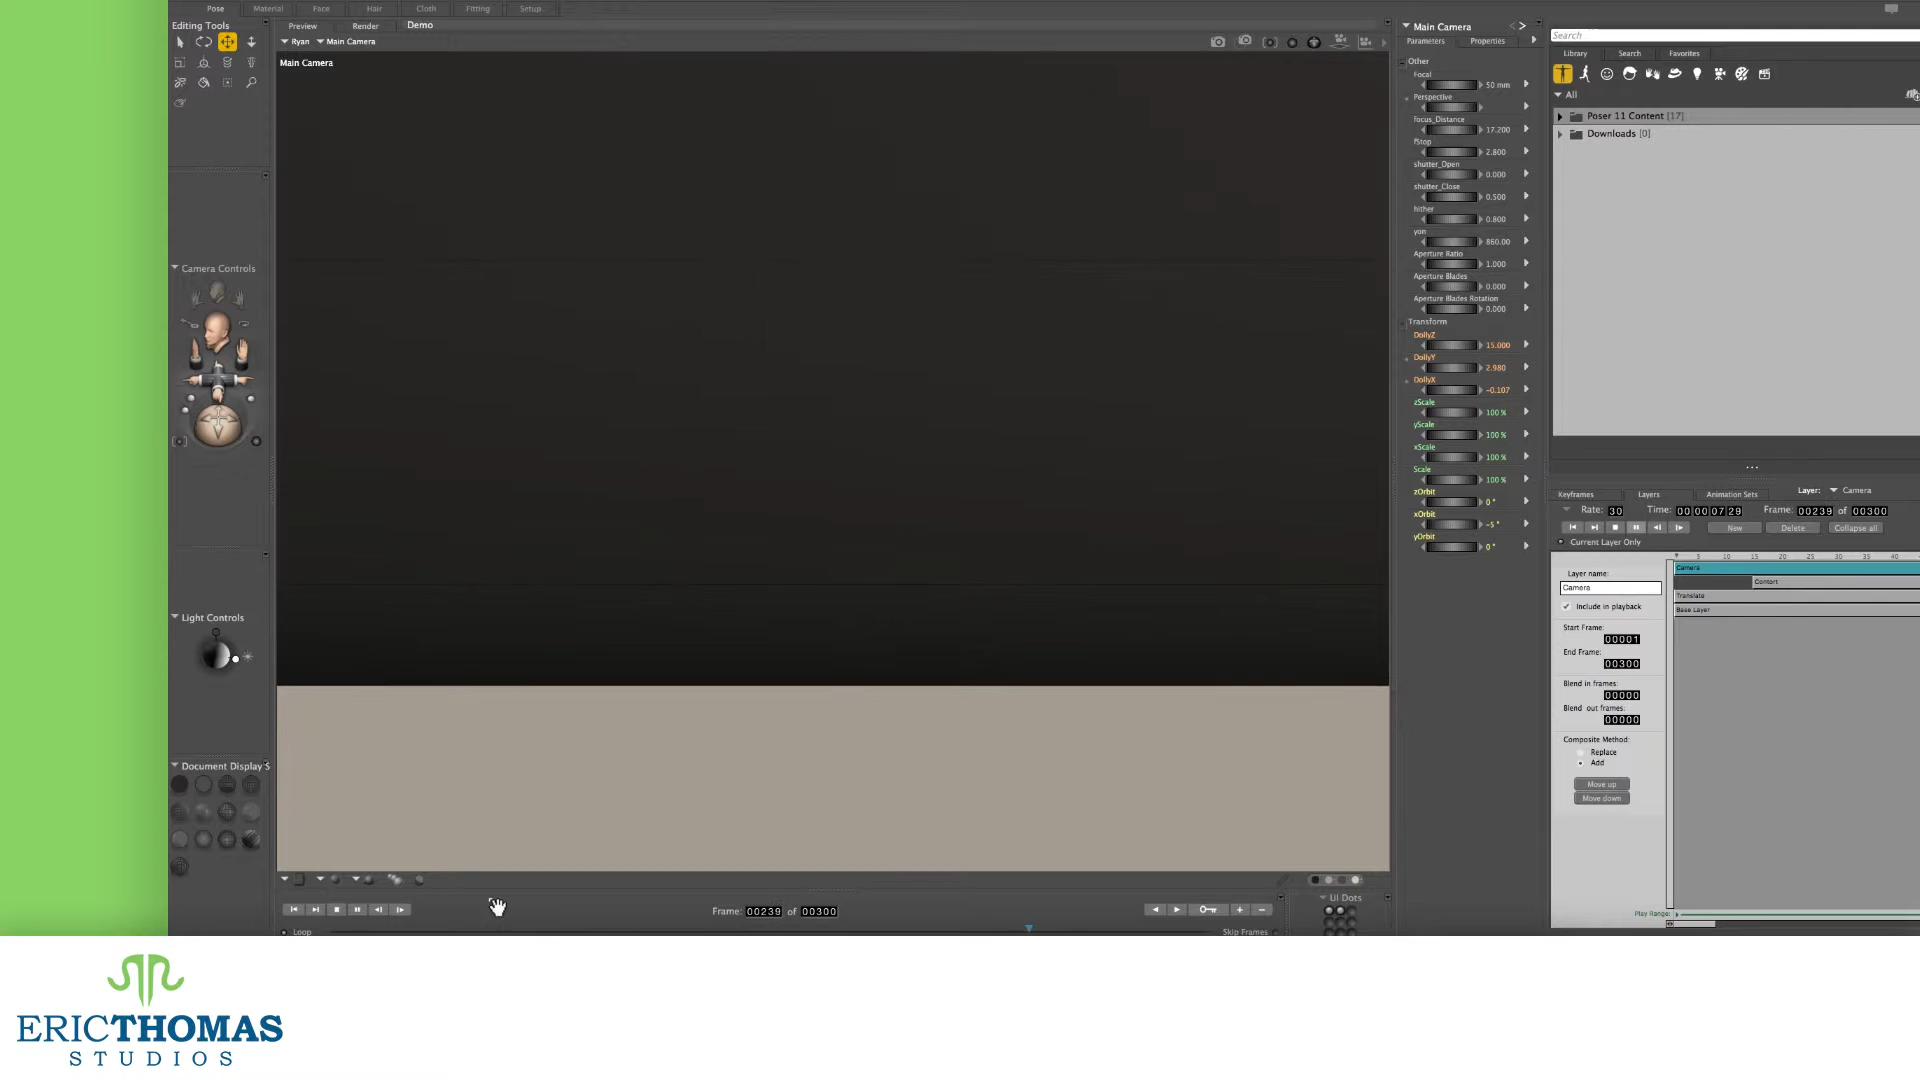 Pose Material Face Hair Cloth Fitting Setup
Editing Tools
Preview Render Demo
Ryan Main Camera
Main Camera
Camera Controls
Light Controls
Document Display S
Frame: 00239 of 00300
Loop
Skip Frames
UI Dots
Main Camera
Parameters Properties
Other
Focal
50 mm
Perspective
focus_Distance
17.200
fStop
2.800
shutter_Open
0.000
shutter_Close
0.500
hither
0.800
yon
860.00
Aperture Ratio
1.000
Aperture Blades
0.000
Aperture Blades Rotation
0.000
Transform
DollyZ
15.000
DollyY
2.980
DollyX
-0.107
zScale
100 %
yScale
100 %
xScale
100 %
Scale
100 %
zOrbit
0 °
xOrbit
-5 °
yOrbit
0 °
Search
Library Search Favorites
All
Poser 11 Content [17]
Downloads [0]
Keyframes Layers Animation Sets Layer: Camera
Rate: 30 Time: 00 00 07 29 Frame: 00239 of 00300
New Delete Collapse all
Current Layer Only
5 10 15 20 25 30 35 40
Layer name:
Camera
Include in playback
Start Frame:
00001
End Frame:
00300
Blend in frames:
00000
Blend out frames:
00000
Composite Method:
Replace
Add
Move up
Move down
Camera
Contort
Translate
Base Layer
Play Range:
ERICTHOMAS
STUDIOS